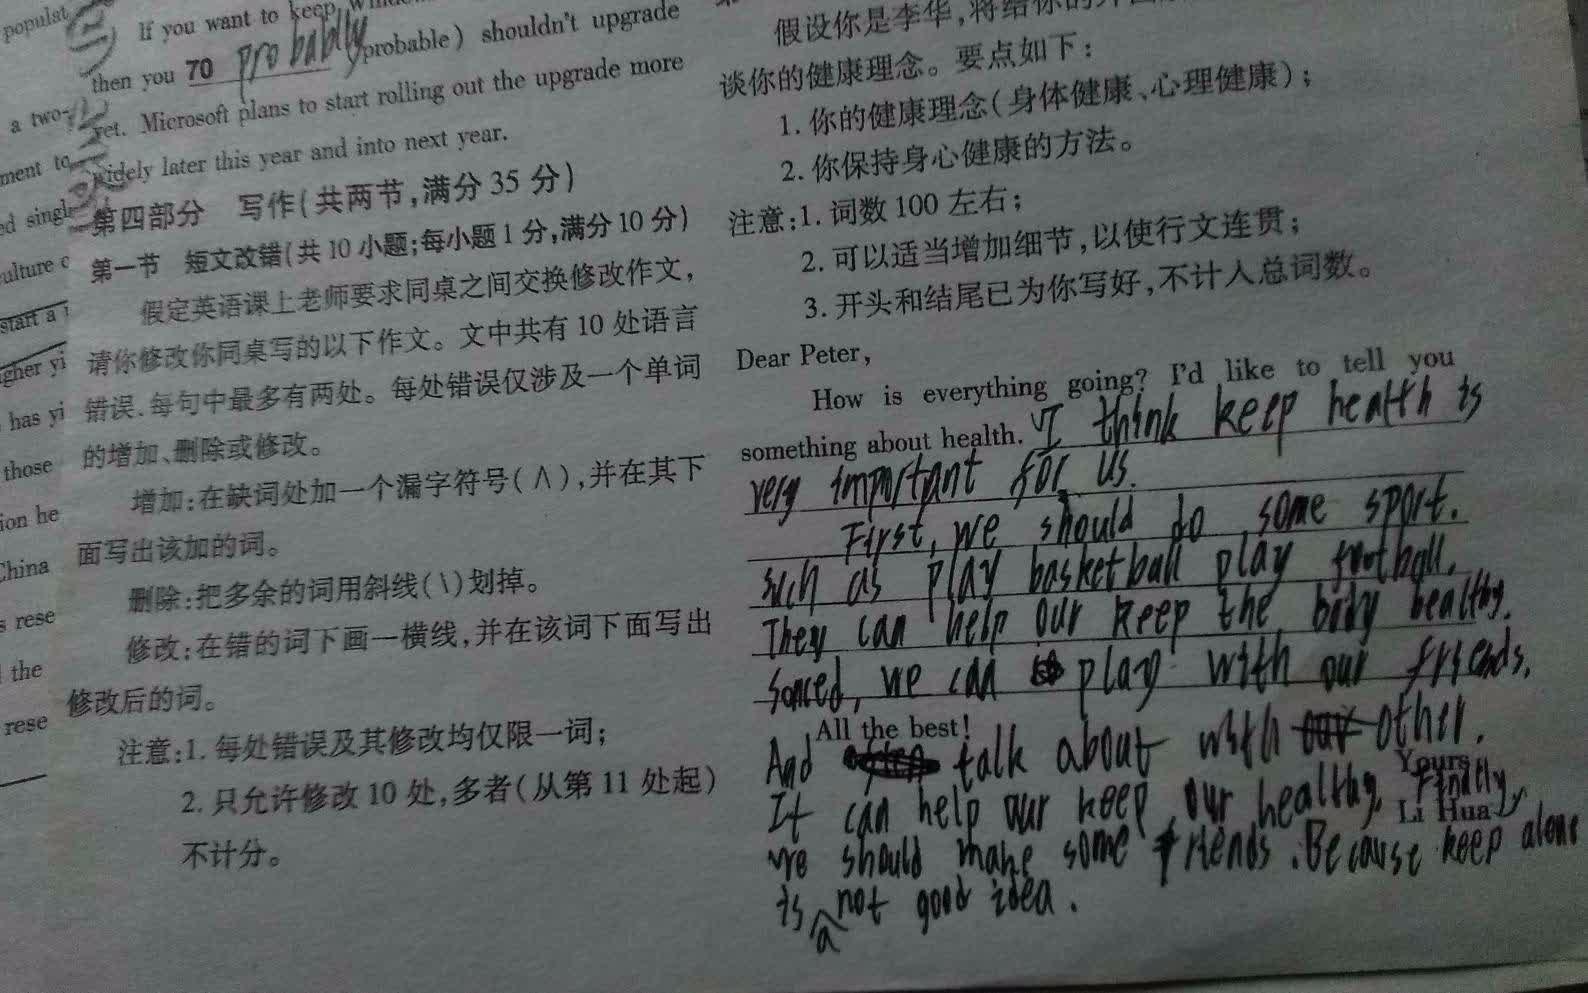 populat
a two-
ment to
ed singl
ulture c
start a
gher yi
has yi
those
ion he
China
s rese
the
rese
If you want to keep
then you 70 probably (probable) shouldn't upgrade
yet. Microsoft plans to start rolling out the upgrade more
widely later this year and into next year.
第四部分 写作(共两节,满分35分)
第一节 短文改错(共10小题;每小题1分,满分10分)
假定英语课上老师要求同桌之间交换修改作文,
请你修改你同桌写的以下作文。文中共有10处语言
错误,每句中最多有两处。每处错误仅涉及一个单词
的增加、删除或修改。
增加:在缺词处加一个漏字符号(∧),并在其下
面写出该加的词。
删除:把多余的词用斜线(\)划掉。
修改:在错的词下画一横线,并在该词下面写出
修改后的词。
注意:1. 每处错误及其修改均仅限一词;
2. 只允许修改10处,多者(从第11处起)
不计分。
假设你是李华,将给你的
谈你的健康理念。要点如下:
1. 你的健康理念(身体健康、心理健康);
2. 你保持身心健康的方法。
注意:1. 词数100左右;
2. 可以适当增加细节,以使行文连贯;
3. 开头和结尾已为你写好,不计入总词数。
Dear Peter,
How is everything going? I'd like to tell you
something about health. I think keep health is
very important for us.
First, we should do some sport.
such as play basketball play football.
They can help our keep the body healthy.
Sonced, we can play with our friends.
All the best!
And talk about with other.
Yours
It can help our keep our healthy. Finally,
Li Hua
we should make some friends. Because keep alone
is not good idea.
a